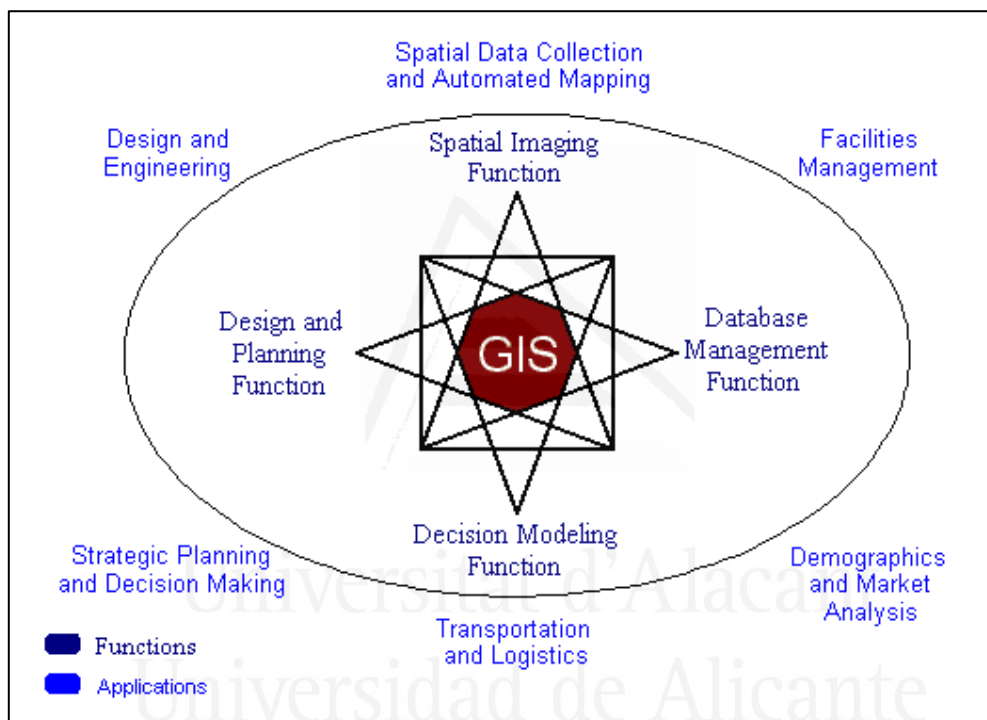 Spatial Data Collection
and Automated Mapping
Design and
Engineering
Facilities
Management
Spatial Imaging
Function
Design and
Planning
Function
GIS
Database
Management
Function
Decision Modeling
Function
Strategic Planning
and Decision Making
Demographics
and Market
Analysis
Transportation
and Logistics
Functions
Applications
Universitat d'Alacant
Universidad de Alicante